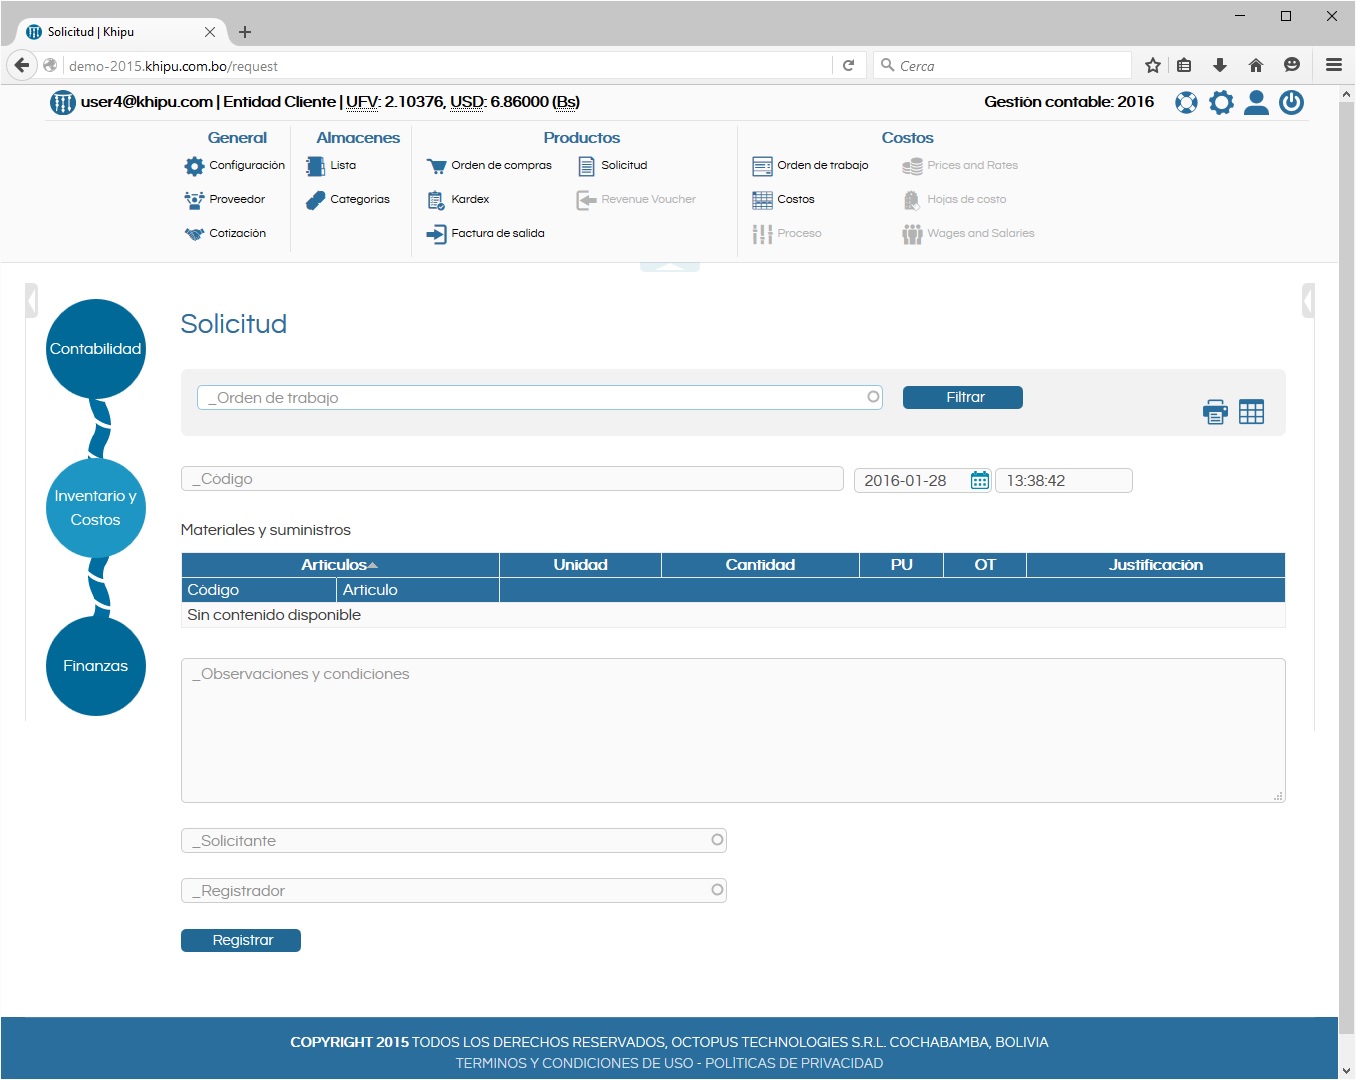 Solicitud | Khipu
demo-2015.khipu.com.bo/request
Cerca
user4@khipu.com | Entidad Cliente | UFV: 2.10376, USD: 6.86000 (Bs)
Gestión contable: 2016
General
Almacenes
Productos
Costos
Configuración
Lista
Orden de compras
Solicitud
Orden de trabajo
Prices and Rates
Proveedor
Categorias
Kardex
Revenue Voucher
Costos
Hojas de costo
Cotización
Factura de salida
Proceso
Wages and Salaries
Contabilidad
Inventario y
Costos
Finanzas
Solicitud
_Orden de trabajo
Filtrar
_Código
2016-01-28
13:38:42
Materiales y suministros
Articulos Unidad Cantidad PU OT Justificación
Código Articulo
Sin contenido disponible
_Observaciones y condiciones
_Solicitante
_Registrador
Registrar
COPYRIGHT 2015 TODOS LOS DERECHOS RESERVADOS, OCTOPUS TECHNOLOGIES S.R.L. COCHABAMBA, BOLIVIA
TERMINOS Y CONDICIONES DE USO - POLÍTICAS DE PRIVACIDAD